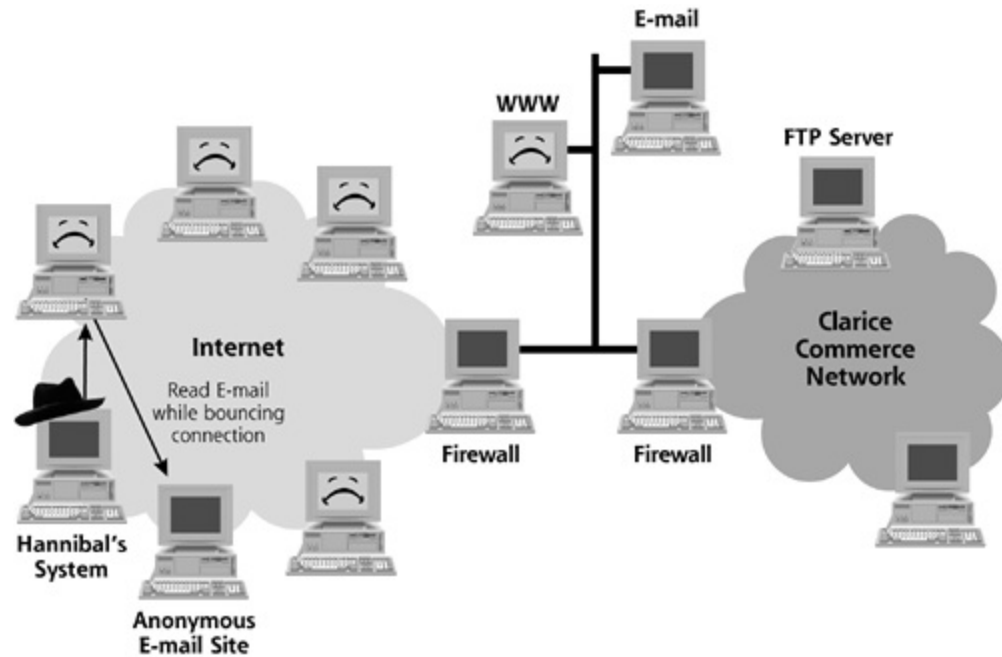 E-mail
WWW
FTP Server
Internet
Read E-mail
while bouncing
connection
Clarice
Commerce
Network
Firewall
Firewall
Hannibal's
System
Anonymous
E-mail Site